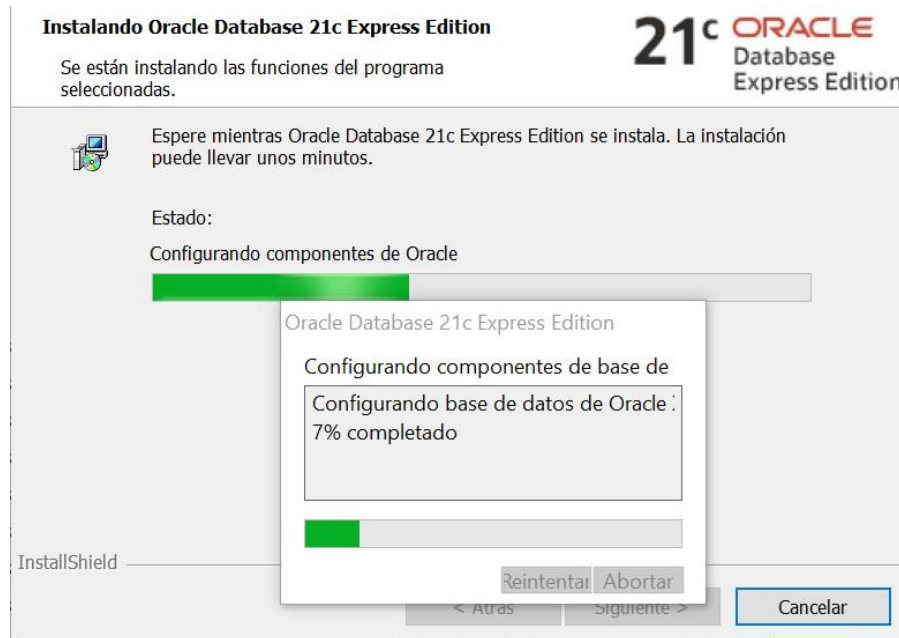 Instalando Oracle Database 21c Express Edition
Se están instalando las funciones del programa
seleccionadas.
21c ORACLE
Database
Express Edition
Espere mientras Oracle Database 21c Express Edition se instala. La instalación
puede llevar unos minutos.
Estado:
Configurando componentes de Oracle
Oracle Database 21c Express Edition
Configurando componentes de base de
Configurando base de datos de Oracle
7% completado
Reintentar Abortar
InstallShield
< Atrás Siguiente > Cancelar